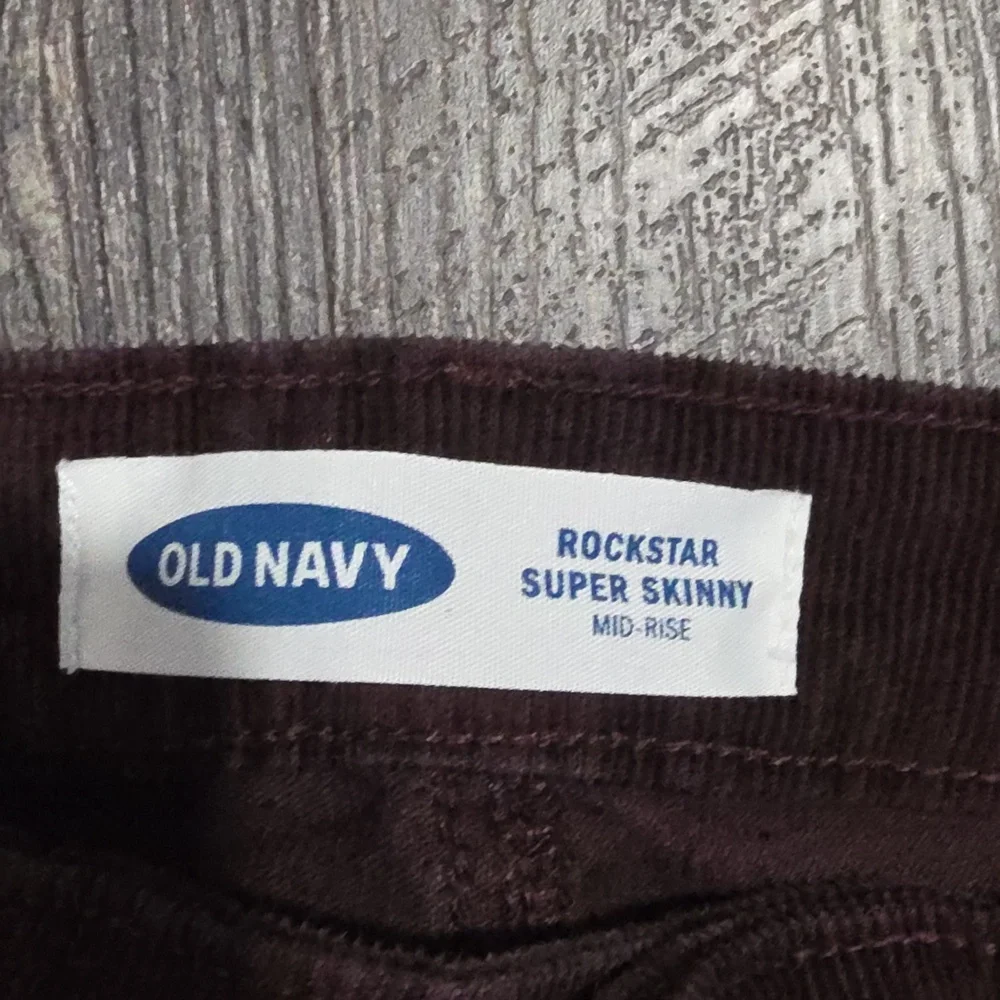 OLD NAVY
ROCKSTAR
SUPER SKINNY
MID-RISE